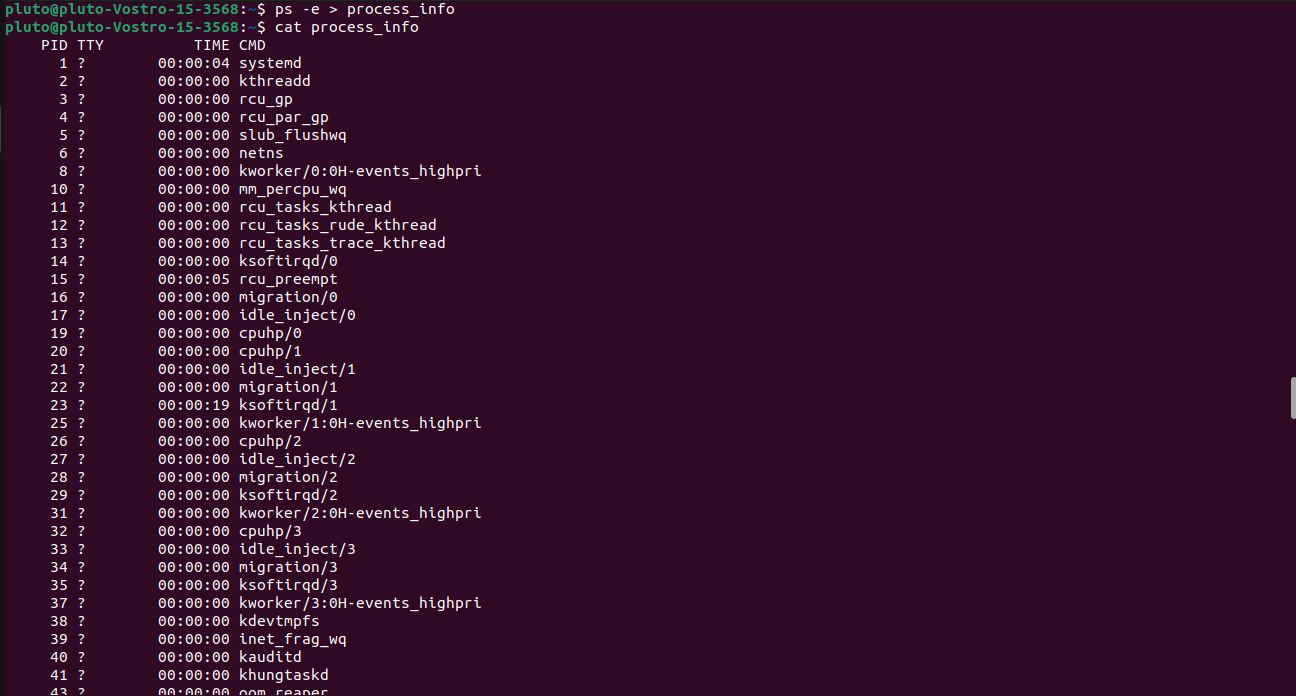 pluto@pluto-Vostro-15-3568:~$ ps -e > process_info
pluto@pluto-Vostro-15-3568:~$ cat process_info
    PID TTY          TIME CMD
      1 ?        00:00:04 systemd
      2 ?        00:00:00 kthreadd
      3 ?        00:00:00 rcu_gp
      4 ?        00:00:00 rcu_par_gp
      5 ?        00:00:00 slub_flushwq
      6 ?        00:00:00 netns
      8 ?        00:00:00 kworker/0:0H-events_highpri
     10 ?        00:00:00 mm_percpu_wq
     11 ?        00:00:00 rcu_tasks_kthread
     12 ?        00:00:00 rcu_tasks_rude_kthread
     13 ?        00:00:00 rcu_tasks_trace_kthread
     14 ?        00:00:00 ksoftirqd/0
     15 ?        00:00:05 rcu_preempt
     16 ?        00:00:00 migration/0
     17 ?        00:00:00 idle_inject/0
     19 ?        00:00:00 cpuhp/0
     20 ?        00:00:00 cpuhp/1
     21 ?        00:00:00 idle_inject/1
     22 ?        00:00:00 migration/1
     23 ?        00:00:19 ksoftirqd/1
     25 ?        00:00:00 kworker/1:0H-events_highpri
     26 ?        00:00:00 cpuhp/2
     27 ?        00:00:00 idle_inject/2
     28 ?        00:00:00 migration/2
     29 ?        00:00:00 ksoftirqd/2
     31 ?        00:00:00 kworker/2:0H-events_highpri
     32 ?        00:00:00 cpuhp/3
     33 ?        00:00:00 idle_inject/3
     34 ?        00:00:00 migration/3
     35 ?        00:00:00 ksoftirqd/3
     37 ?        00:00:00 kworker/3:0H-events_highpri
     38 ?        00:00:00 kdevtmpfs
     39 ?        00:00:00 inet_frag_wq
     40 ?        00:00:00 kauditd
     41 ?        00:00:00 khungtaskd
     43 ?        00:00:00 oom_reaper